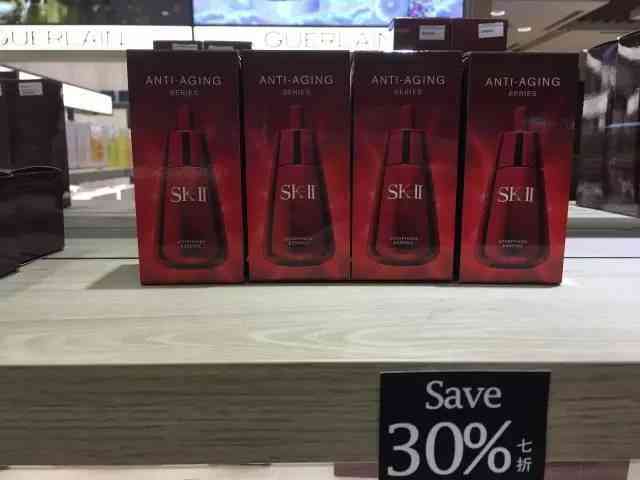 GUERLAIN
GUERLAIN
ANTI-AGING
SERIES
SK-II
ANTI-AGING
SERIES
SK-II
ANTI-AGING
SERIES
SK-II
ANTI-AGING
SERIES
SK-II
Save
30% 七折